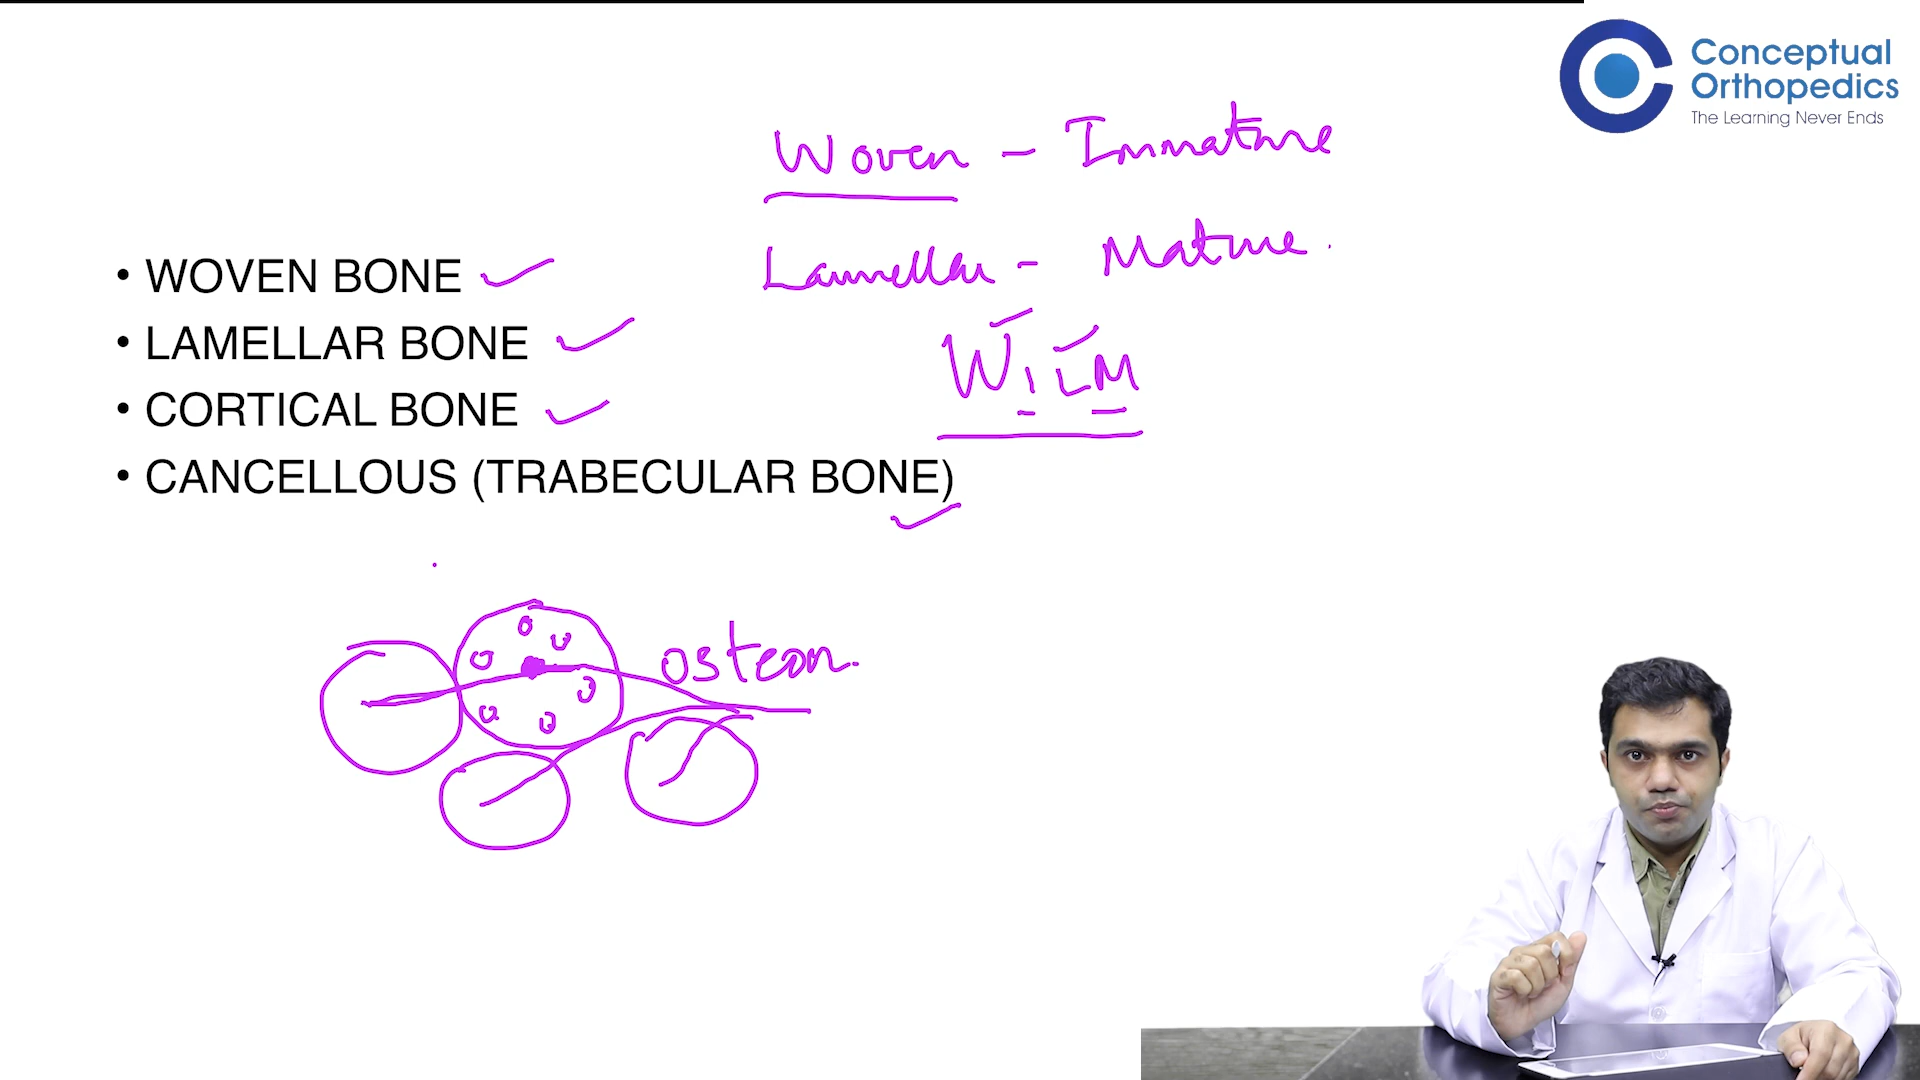 Conceptual
Orthopedics
The Learning Never Ends
Woven - Immature
Lamellar - Mature.
WILM
• WOVEN BONE
• LAMELLAR BONE
• CORTICAL BONE
• CANCELLOUS (TRABECULAR BONE)
osteon.